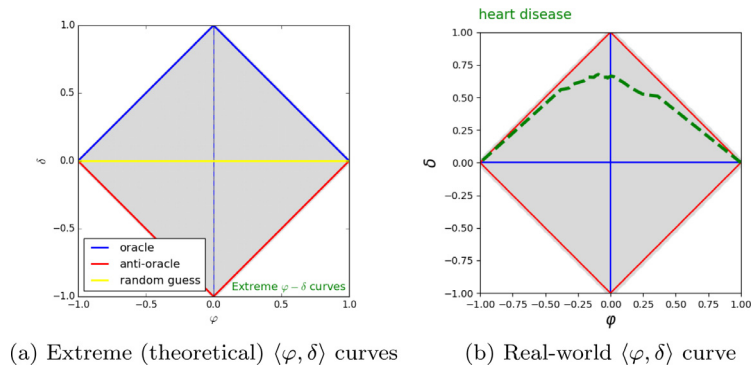 1.0
0.5
0.0
−0.5
−1.0
δ
−1.0 −0.5 0.0 0.5 1.0
φ
oracle
anti-oracle
random guess
Extreme φ − δ curves
(a) Extreme (theoretical) ⟨φ, δ⟩ curves
heart disease
1.00
0.75
0.50
0.25
0.00
−0.25
−0.50
−0.75
−1.00
δ
−1.00 −0.75 −0.50 −0.25 0.00 0.25 0.50 0.75 1.00
φ
(b) Real-world ⟨φ, δ⟩ curve